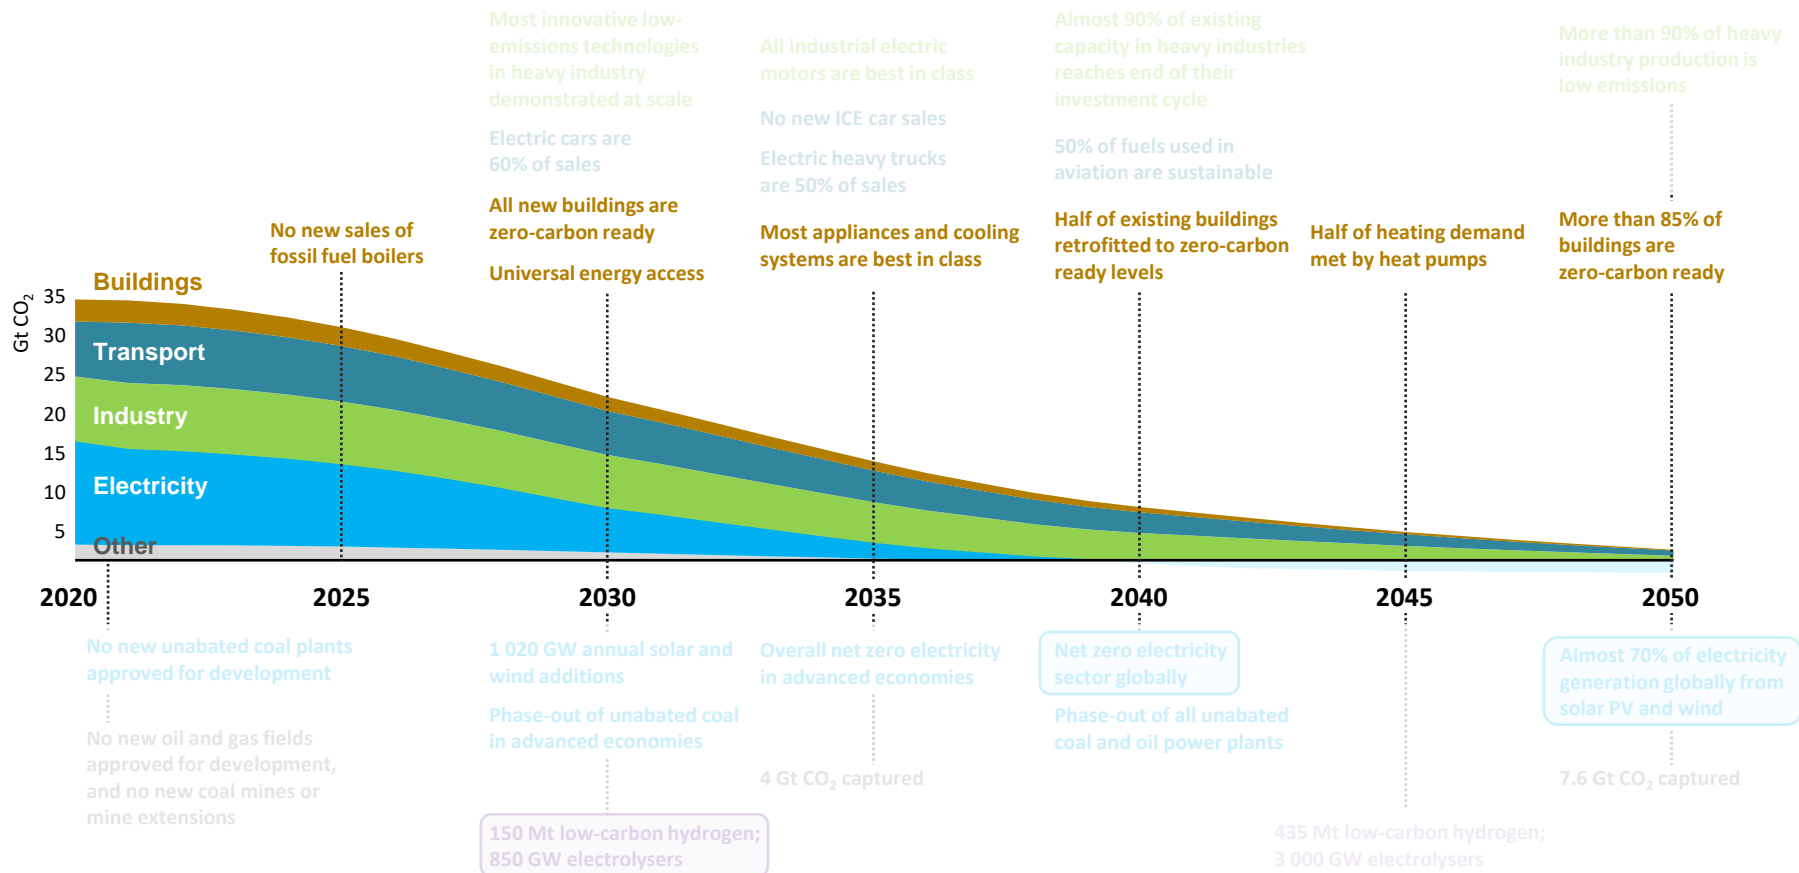 Most innovative low-
emissions technologies
in heavy industry
demonstrated at scale
Electric cars are
60% of sales
All new buildings are
zero-carbon ready
Universal energy access
All industrial electric
motors are best in class
No new ICE car sales
Electric heavy trucks
are 50% of sales
Most appliances and cooling
systems are best in class
Almost 90% of existing
capacity in heavy industries
reaches end of their
investment cycle
50% of fuels used in
aviation are sustainable
Half of existing buildings
retrofitted to zero-carbon
ready levels
Half of heating demand
met by heat pumps
More than 90% of heavy
industry production is
low emissions
More than 85% of
buildings are
zero-carbon ready
No new sales of
fossil fuel boilers
Gt CO₂
35
30
25
20
15
10
5
Buildings
Transport
Industry
Electricity
Other
2020 2025 2030 2035 2040 2045 2050
No new unabated coal plants
approved for development
No new oil and gas fields
approved for development,
and no new coal mines or
mine extensions
1 020 GW annual solar and
wind additions
Phase-out of unabated coal
in advanced economies
150 Mt low-carbon hydrogen;
850 GW electrolysers
Overall net zero electricity
in advanced economies
4 Gt CO₂ captured
Net zero electricity
sector globally
Phase-out of all unabated
coal and oil power plants
435 Mt low-carbon hydrogen;
3 000 GW electrolysers
Almost 70% of electricity
generation globally from
solar PV and wind
7.6 Gt CO₂ captured